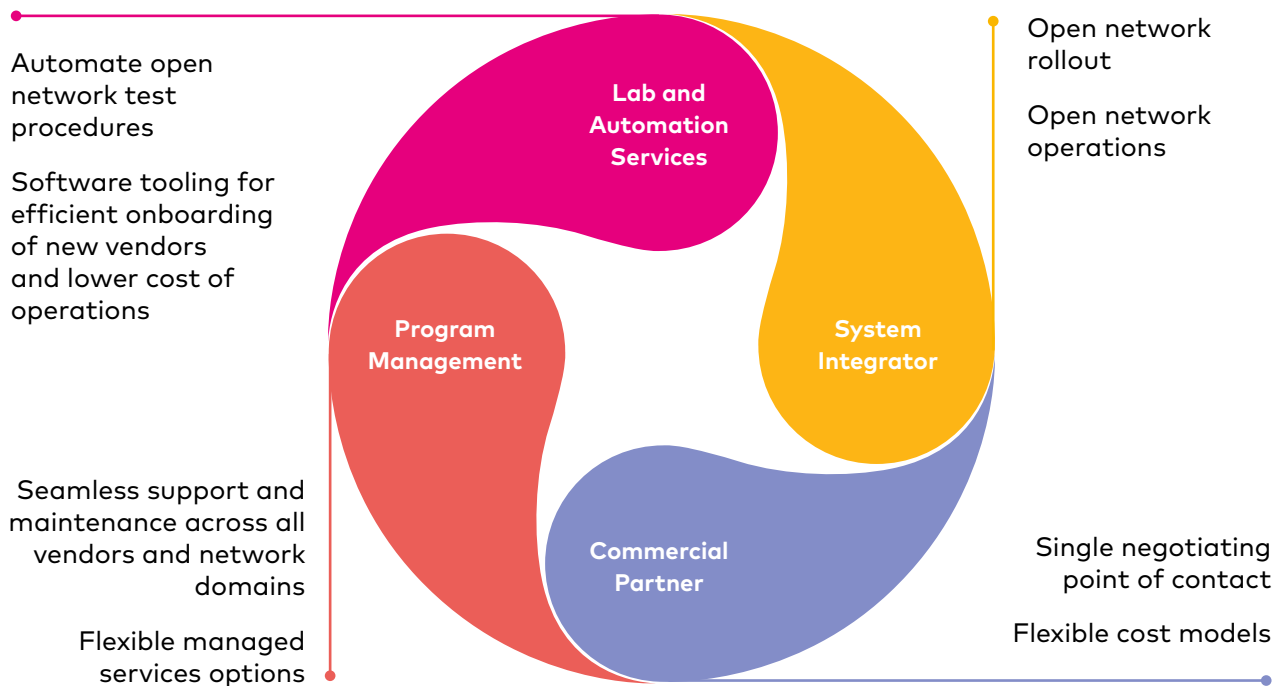 Automate open
network test
procedures
Software tooling for
efficient onboarding
of new vendors
and lower cost of
operations
Lab and
Automation
Services
Open network
rollout
Open network
operations
Program
Management
System
Integrator
Seamless support and
maintenance across all
vendors and network
domains
Flexible managed
services options
Commercial
Partner
Single negotiating
point of contact
Flexible cost models